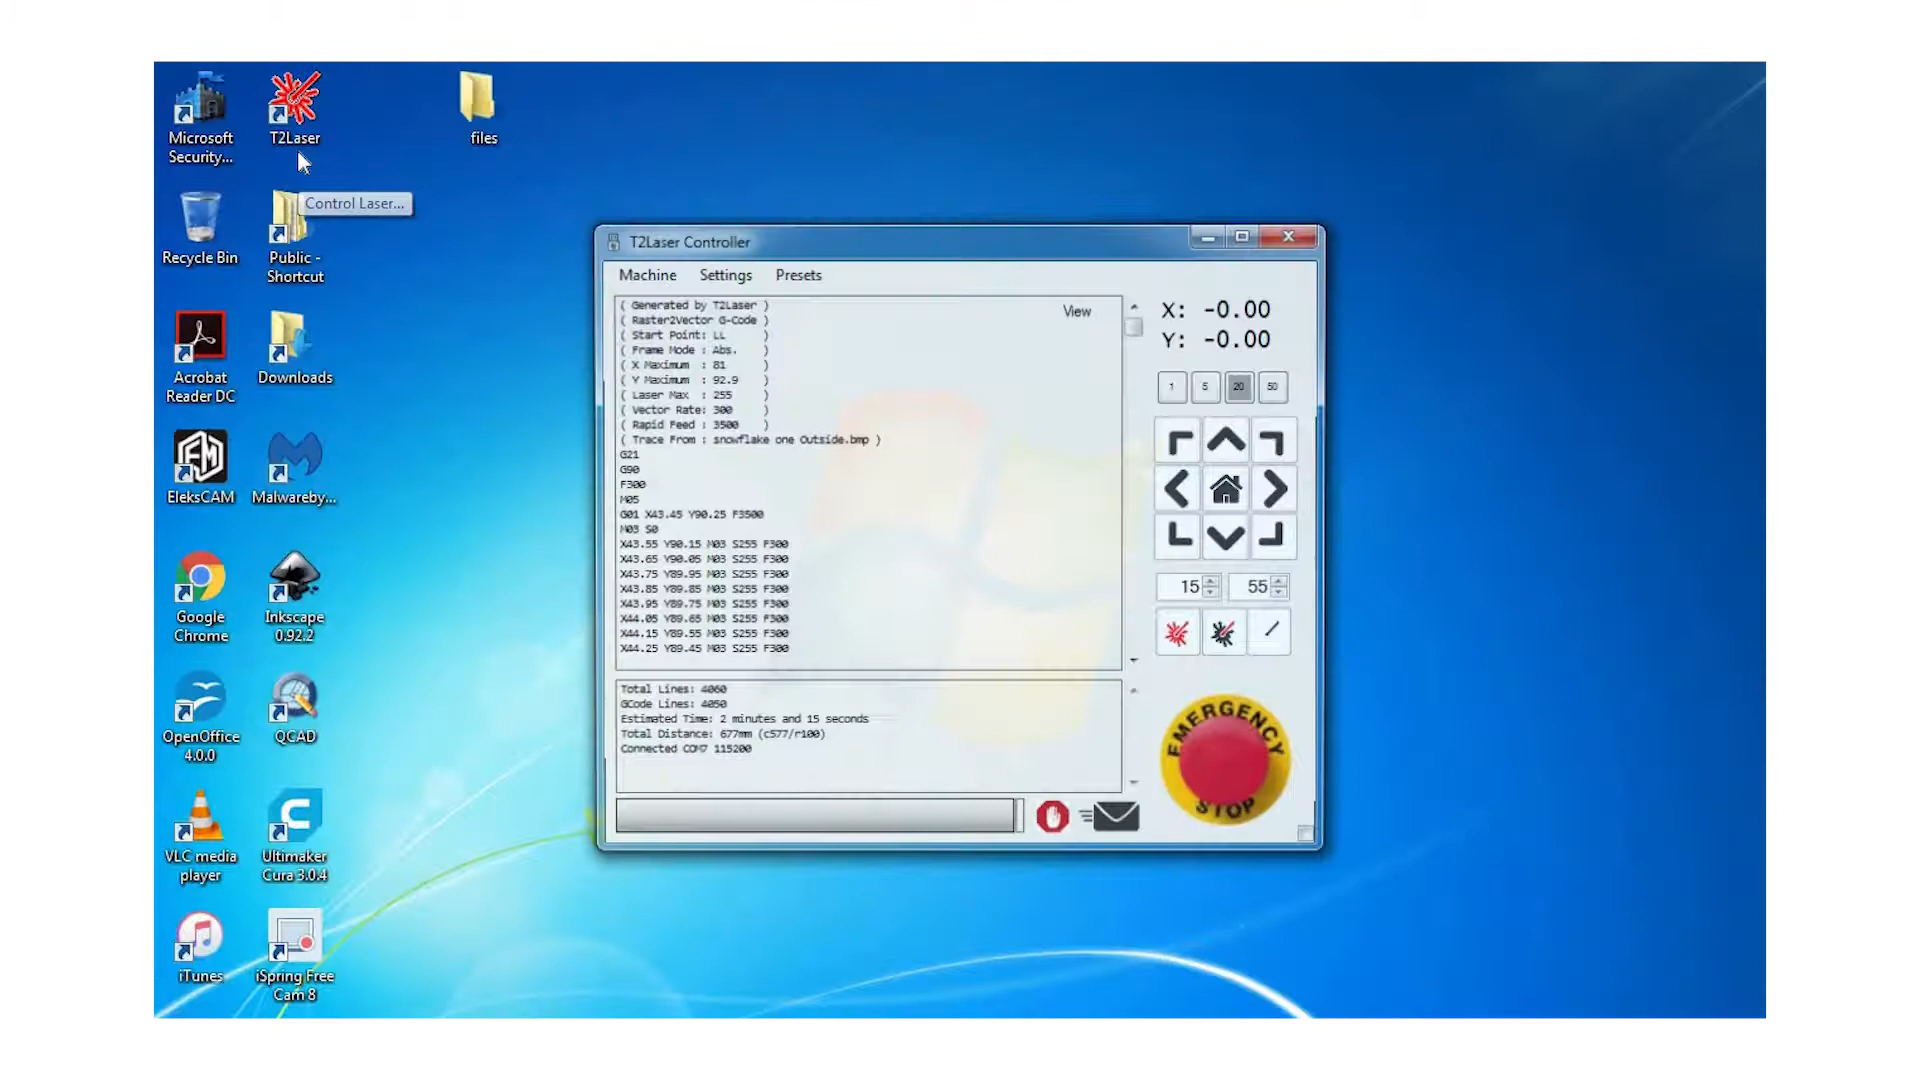 Microsoft
Security...
T2Laser
files
Control Laser...
Recycle Bin
Public -
Shortcut
Acrobat
Reader DC
Downloads
EleksCAM
Malwareby...
Google
Chrome
Inkscape
0.92.2
OpenOffice
4.0.0
QCAD
VLC media
player
Ultimaker
Cura 3.0.4
iTunes
iSpring Free
Cam 8
T2Laser Controller
Machine Settings Presets
( Generated by T2Laser )
( Raster2Vector G-Code )
( Start Point: LL )
( Frame Mode : Abs. )
( X Maximum : 81 )
( Y Maximum : 92.9 )
( Laser Max : 255 )
( Vector Rate: 300 )
( Rapid Feed : 3500 )
( Trace From : snowflake one Outside.bmp )
G21
G90
F300
M05
G01 X43.45 Y90.25 F3500
M03 S0
X43.55 Y90.15 M03 S255 F300
X43.65 Y90.05 M03 S255 F300
X43.75 Y89.95 M03 S255 F300
X43.85 Y89.85 M03 S255 F300
X43.95 Y89.75 M03 S255 F300
X44.05 Y89.65 M03 S255 F300
X44.15 Y89.55 M03 S255 F300
X44.25 Y89.45 M03 S255 F300
View
Total Lines: 4060
GCode Lines: 4050
Estimated Time: 2 minutes and 15 seconds
Total Distance: 677mm (c577/r100)
Connected COM7 115200
X: -0.00
Y: -0.00
1 5 20 50
15 55
EMERGENCY
STOP